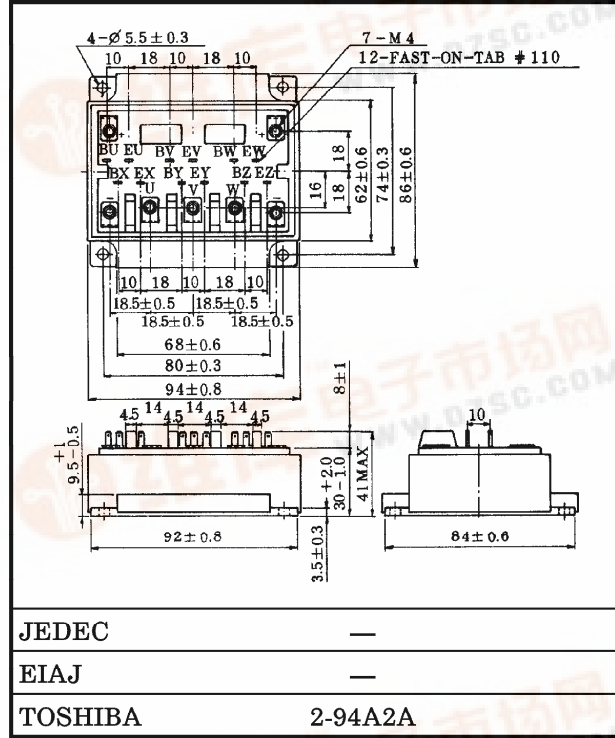 4-Ø5.5±0.3
7-M4
12-FAST-ON-TAB #110
10 18 10 18 10
+ +
BU EU BV EV BW EW
BX EX BY EY BZ EZ
U V W
− −
16
18
18
62±0.6
74±0.3
86±0.6
10 18 10 18 10
18.5±0.5 18.5±0.5
18.5±0.5 18.5±0.5
68±0.6
80±0.3
94±0.8
4.5 14 4.5 14 4.5 14 4.5
8±1
+1
9.5-0.5
+2.0
30-1.0
41MAX
10
92±0.8
3.5±0.3
84±0.6
JEDEC —
EIAJ —
TOSHIBA 2-94A2A